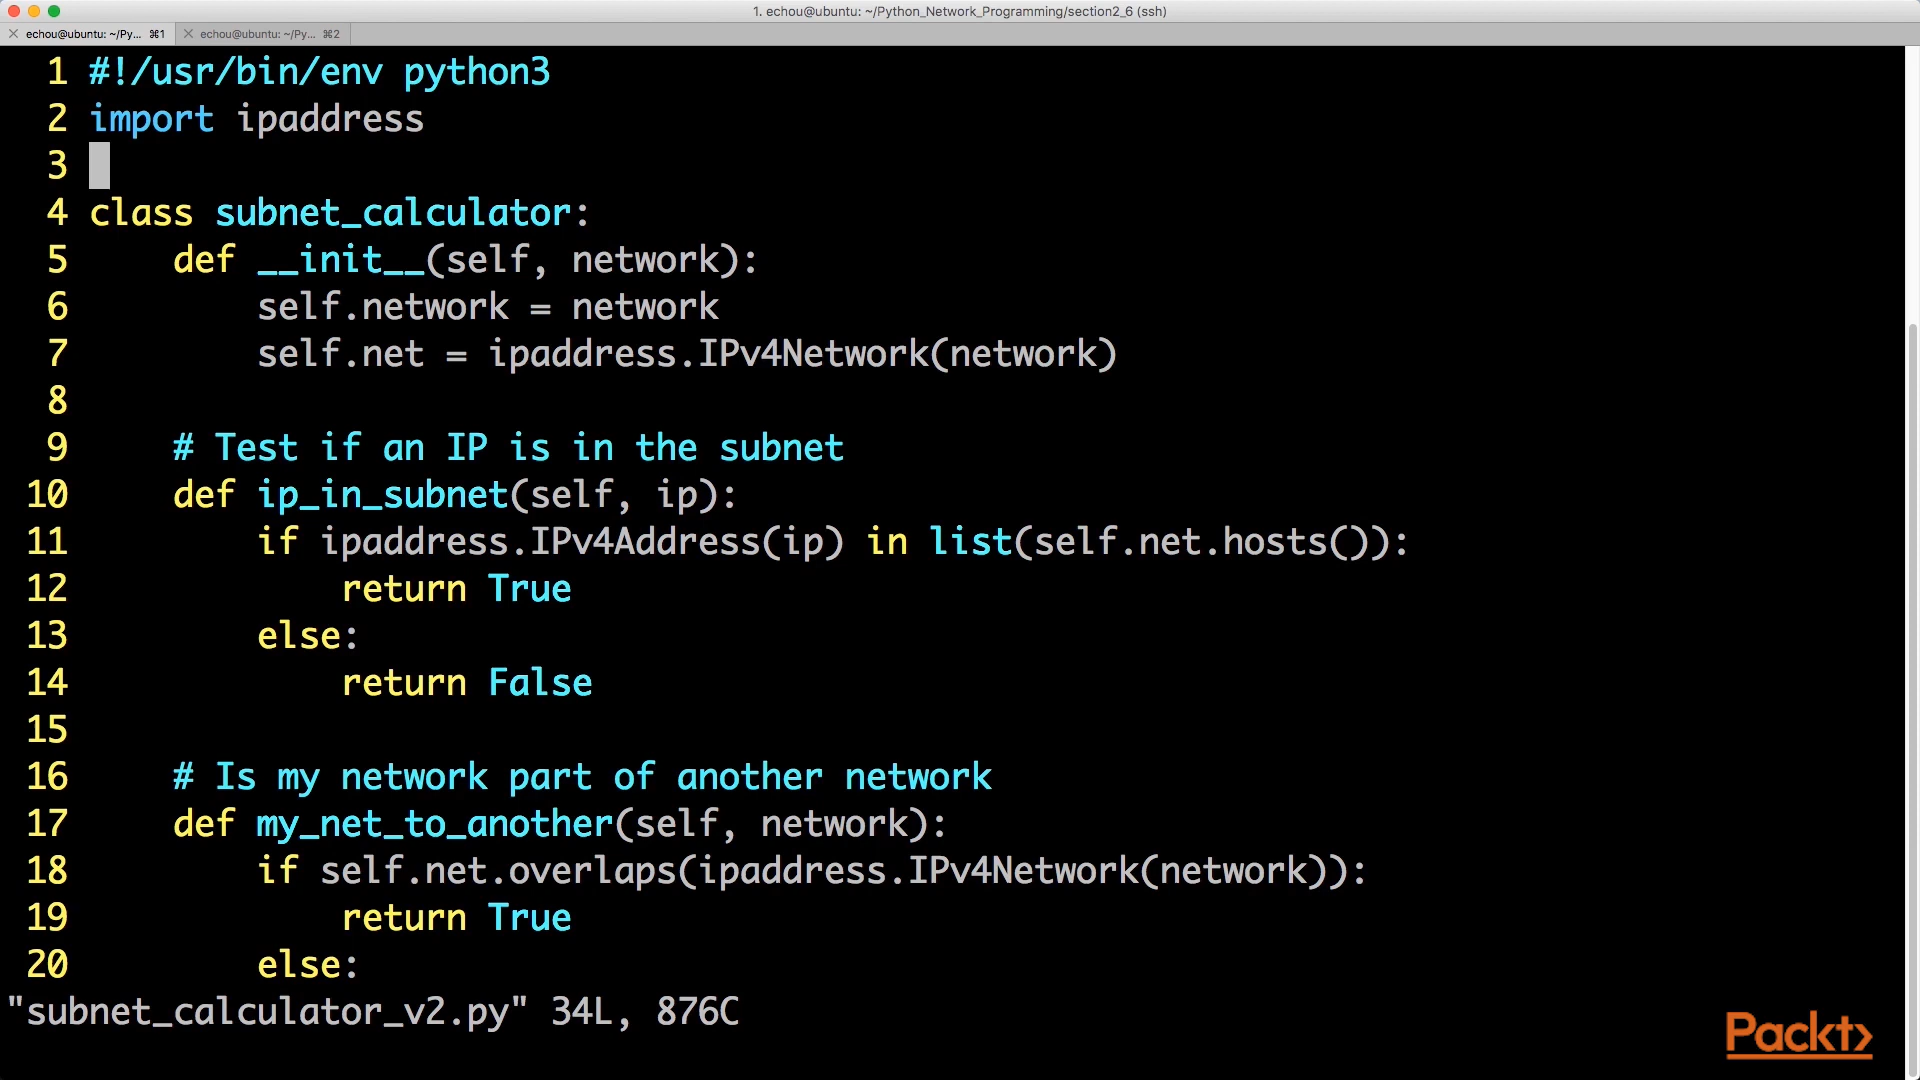 1. echou@ubuntu: ~/Python_Network_Programming/section2_6 (ssh)
echou@ubuntu: ~/Py... ⌘1 echou@ubuntu: ~/Py... ⌘2
1 #!/usr/bin/env python3
2 import ipaddress
3
4 class subnet_calculator:
5     def __init__(self, network):
6         self.network = network
7         self.net = ipaddress.IPv4Network(network)
8
9     # Test if an IP is in the subnet
10     def ip_in_subnet(self, ip):
11         if ipaddress.IPv4Address(ip) in list(self.net.hosts()):
12             return True
13         else:
14             return False
15
16     # Is my network part of another network
17     def my_net_to_another(self, network):
18         if self.net.overlaps(ipaddress.IPv4Network(network)):
19             return True
20         else:
"subnet_calculator_v2.py" 34L, 876C
Packt>